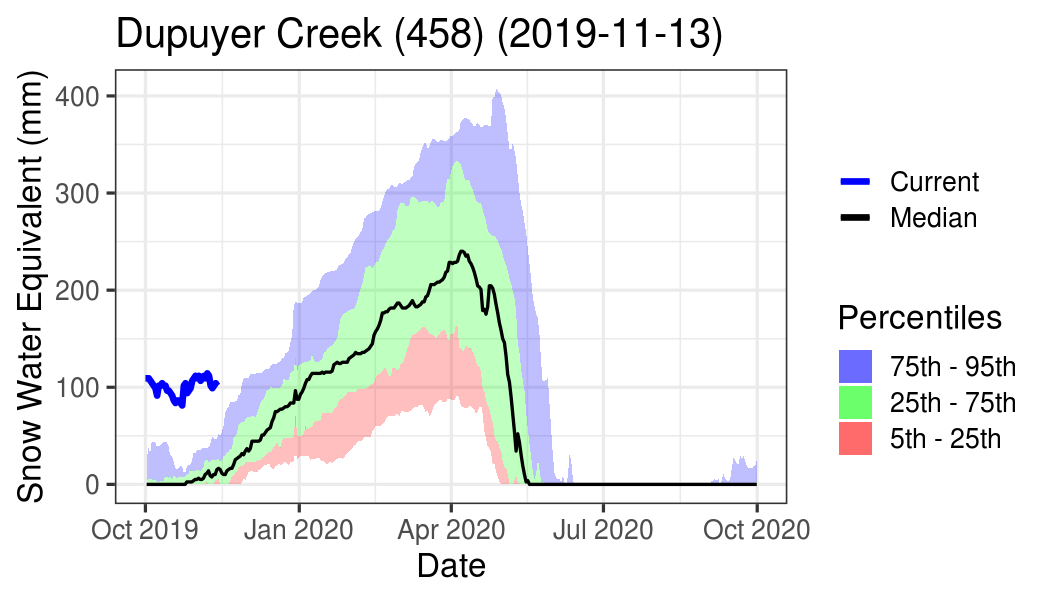 Dupuyer Creek (458) (2019-11-13)
Snow Water Equivalent (mm)
400
300
200
100
0
Oct 2019
Jan 2020
Apr 2020
Jul 2020
Oct 2020
Date
Current
Median
Percentiles
75th - 95th
25th - 75th
5th - 25th